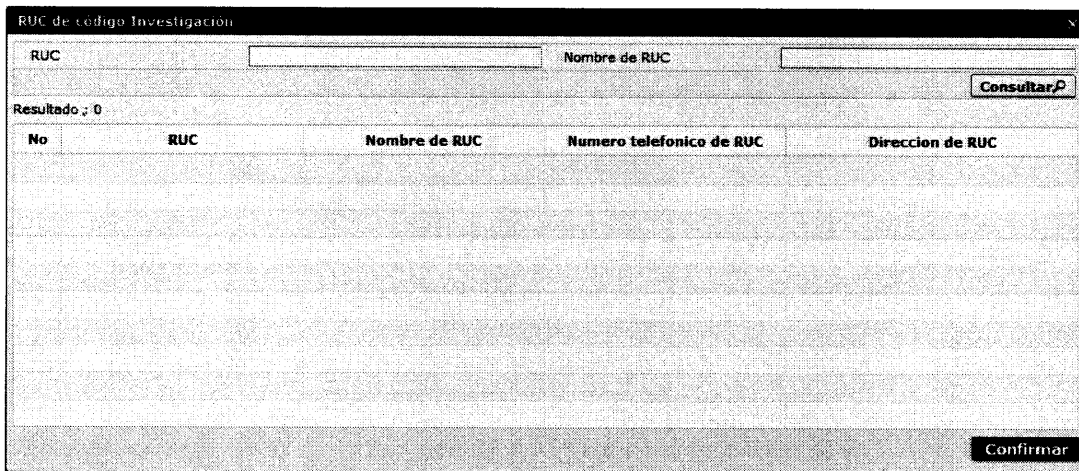 RUC de código Investigación X
RUC Nombre de RUC
Consultar
Resultado : 0
No RUC Nombre de RUC Numero telefonico de RUC Direccion de RUC
Confirmar